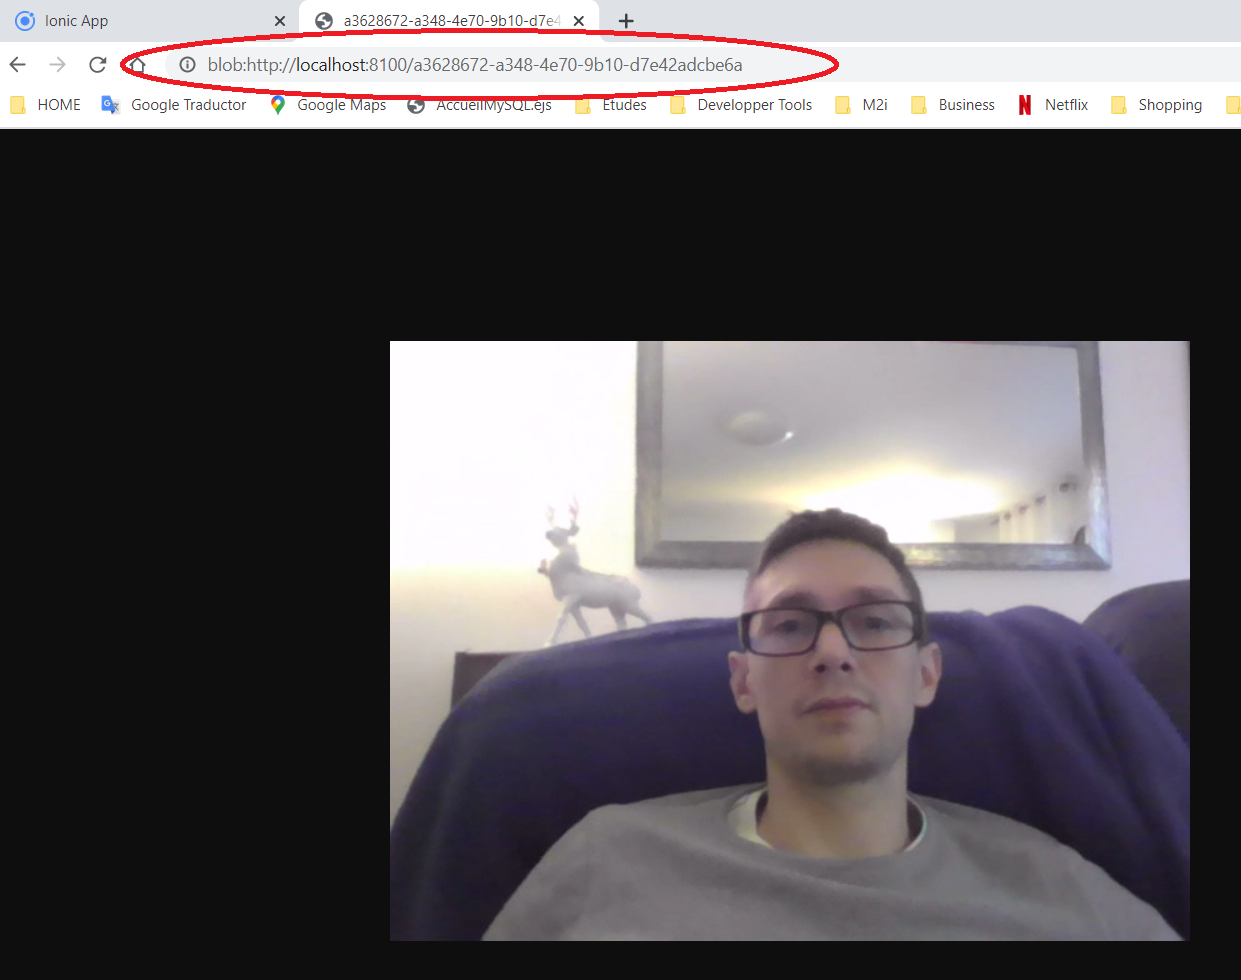 Ionic App
a3628672-a348-4e70-9b10-d7e4
blob:http://localhost:8100/a3628672-a348-4e70-9b10-d7e42adcbe6a
HOME Google Traductor Google Maps AccueilMySQL.ejs Etudes Developper Tools M2i Business Netflix Shopping